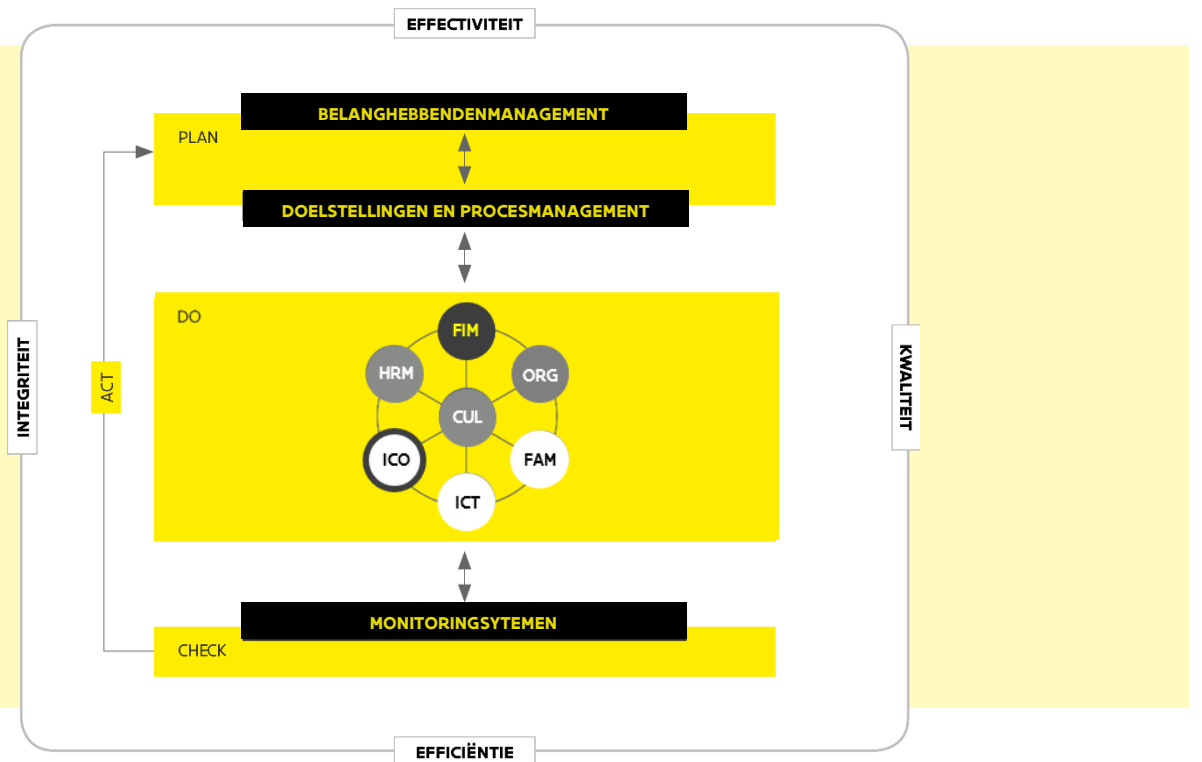 EFFECTIVITEIT
BELANGHEBBENDENMANAGEMENT
PLAN
DOELSTELLINGEN EN PROCESMANAGEMENT
DO
FIM
HRM
ORG
CUL
ICO
FAM
ICT
INTEGRITEIT
ACT
KWALITEIT
MONITORINGSYTEMEN
CHECK
EFFICIËNTIE